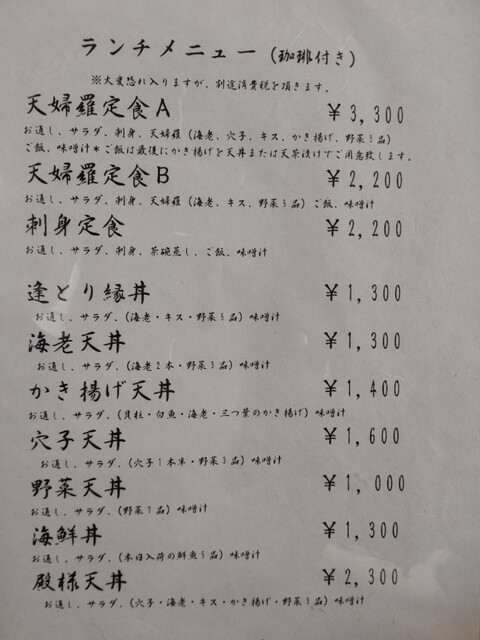 ランチメニュー(珈琲付き)
※大変恐れ入りますが、別途消費税を頂きます。
天婦羅定食A ¥3,300
お通し、サラダ、刺身、天婦羅(海老、穴子、キス、かき揚げ、野菜3品)
ご飯、味噌汁*ご飯は最後にかき揚げを天丼または天茶漬けでご用意致します。
天婦羅定食B ¥2,200
お通し、サラダ、刺身、天婦羅(海老、キス、野菜3品)ご飯、味噌汁
刺身定食 ¥2,200
お通し、サラダ、刺身、茶碗蒸し、ご飯、味噌汁
逢とり縁丼 ¥1,300
お通し、サラダ、(海老・キス・野菜5品)味噌汁
海老天丼 ¥1,300
お通し、サラダ、(海老2本・野菜3品)味噌汁
かき揚げ天丼 ¥1,400
お通し、サラダ、(貝柱・白魚・海老・三つ葉のかき揚げ)味噌汁
穴子天丼 ¥1,600
お通し、サラダ、(穴子1本半・野菜3品)味噌汁
野菜天丼 ¥1,000
お通し、サラダ、(野菜7品)味噌汁
海鮮丼 ¥1,300
お通し、サラダ、(本日入荷の鮮魚5品)味噌汁
殿様天丼 ¥2,300
お通し、サラダ、(穴子・海老・キス・かき揚げ・野菜3品)味噌汁